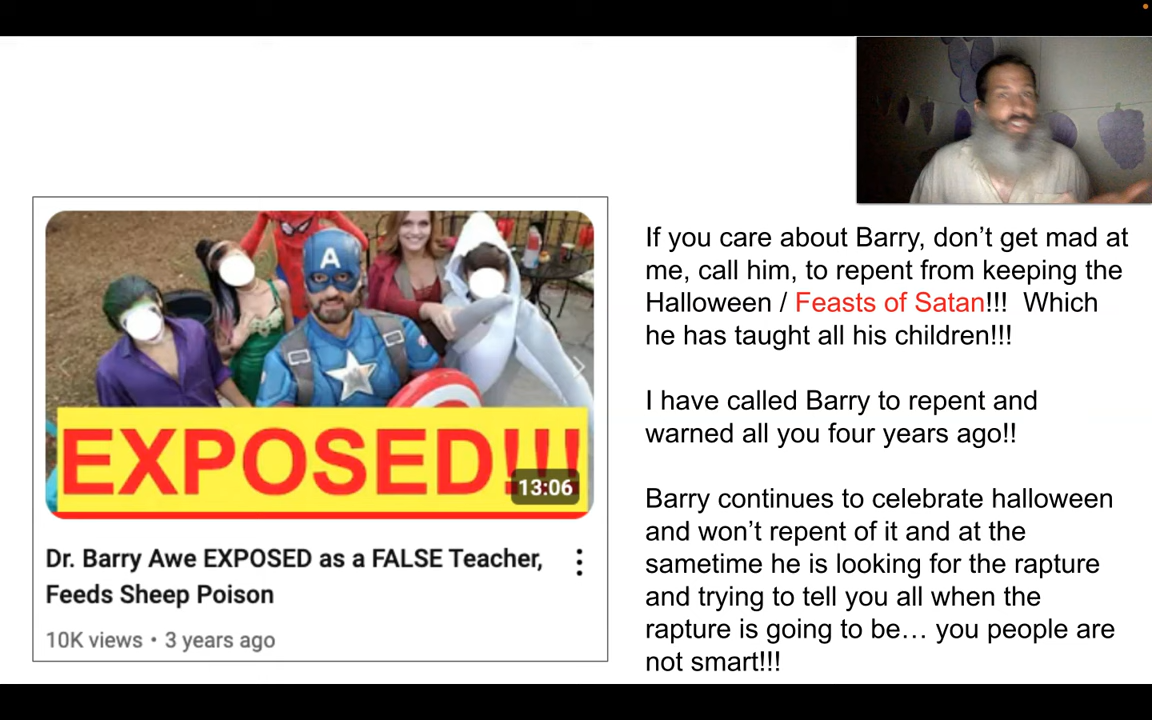 A
EXPOSED!!!
13:06
Dr. Barry Awe EXPOSED as a FALSE Teacher,
Feeds Sheep Poison
10K views • 3 years ago
If you care about Barry, don’t get mad at
me, call him, to repent from keeping the
Halloween / Feasts of Satan!!!  Which
he has taught all his children!!!
I have called Barry to repent and
warned all you four years ago!!
Barry continues to celebrate halloween
and won’t repent of it and at the
sametime he is looking for the rapture
and trying to tell you all when the
rapture is going to be… you people are
not smart!!!